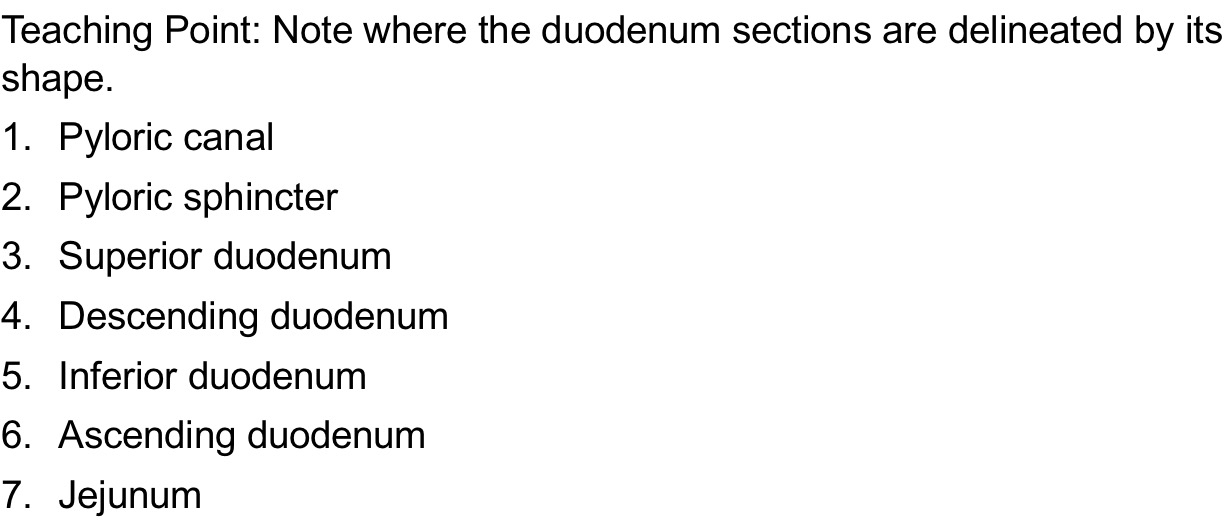 Teaching Point: Note where the duodenum sections are delineated by its
shape.
1. Pyloric canal
2. Pyloric sphincter
3. Superior duodenum
4. Descending duodenum
5. Inferior duodenum
6. Ascending duodenum
7. Jejunum